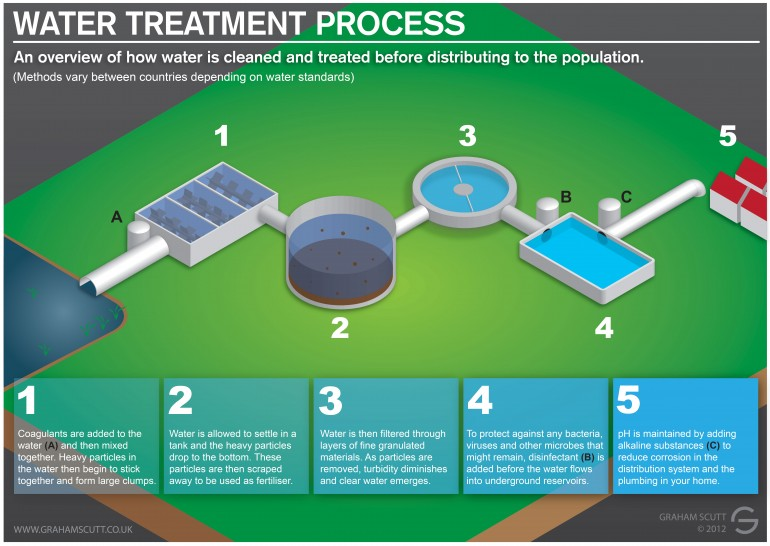 WATER TREATMENT PROCESS
An overview of how water is cleaned and treated before distributing to the population.
(Methods vary between countries depending on water standards)
1
3
5
A
B
C
2
4
1
Coagulants are added to the
water (A) and then mixed
together. Heavy particles in
the water then begin to stick
together and form large clumps.
2
Water is allowed to settle in a
tank and the heavy particles
drop to the bottom. These
particles are then scraped
away to be used as fertiliser.
3
Water is then filtered through
layers of fine granulated
materials. As particles are
removed, turbidity diminishes
and clear water emerges.
4
To protect against any bacteria,
viruses and other microbes that
might remain, disinfectant (B) is
added before the water flows
into underground reservoirs.
5
pH is maintained by adding
alkaline substances (C) to
reduce corrosion in the
distribution system and the
plumbing in your home.
WWW.GRAHAMSCUTT.CO.UK
GRAHAM SCUTT
© 2012